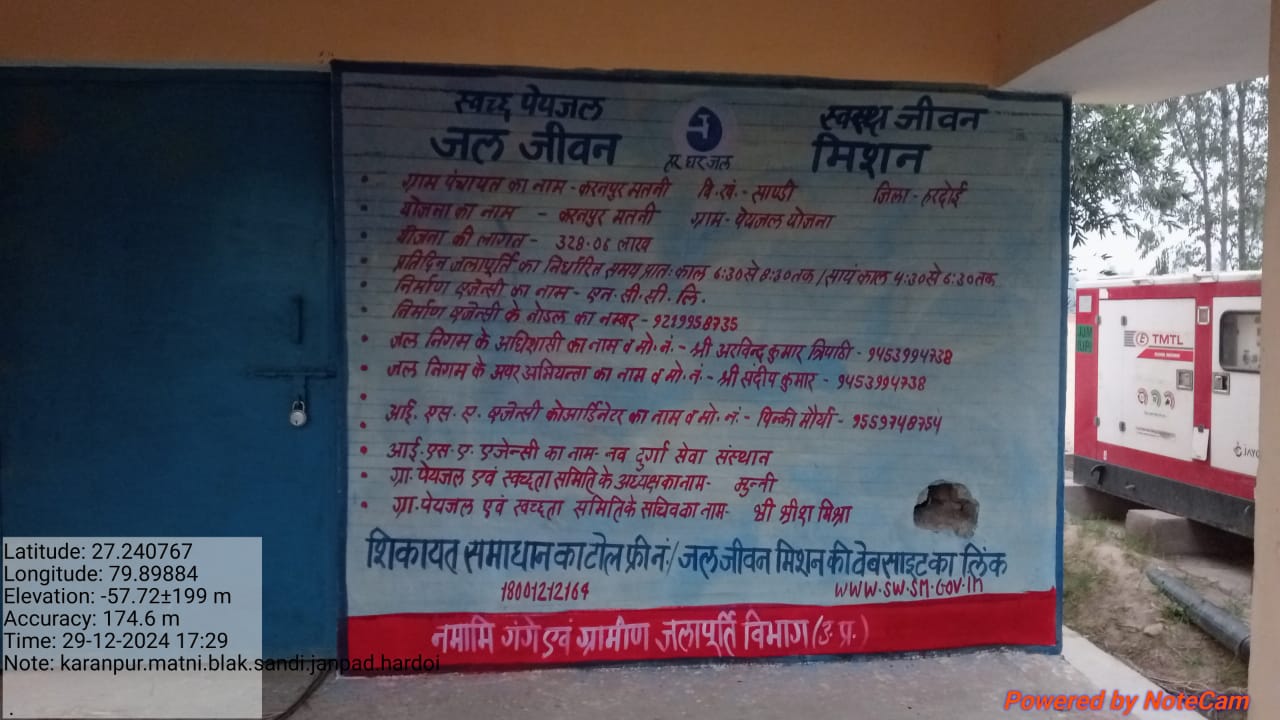 स्वच्छ पेयजल स्वस्थ जीवन
जल जीवन मिशन
हर घर जल
• ग्राम पंचायत का नाम - करनपुर मतनी वि.खं. - साण्डी जिला - हरदोई
• योजना का नाम - करनपुर मतनी ग्राम - पेयजल योजना
• योजना की लागत - 328.06 लाख
• प्रतिदिन जलापूर्ति का निर्धारित समय प्रातः काल 6:30 से 8:30 तक / सायं काल 4:30 से 6:30 तक
• निर्माण एजेन्सी का नाम - एन.सी.सी.लि.
• निर्माण एजेन्सी के नोडल का नम्बर - 9219958735
• जल निगम के अधिशासी का नाम व मो.नं. - श्री अरविन्द कुमार त्रिपाठी - 9453994738
• जल निगम के अवर अभियन्ता का नाम व मो.नं. - श्री संदीप कुमार - 9453994738
• आई.एस.ए. एजेन्सी कोआर्डिनेटर का नाम व मो.नं. - पिन्की मौर्या - 9559748754
• आई.एस.ए. एजेन्सी का नाम - नव दुर्गा सेवा संस्थान
• ग्रा. पेयजल एवं स्वच्छता समिति के अध्यक्ष का नाम - मुन्नी
• ग्रा. पेयजल एवं स्वच्छता समिति के सचिव का नाम - श्री श्रीश मिश्रा
शिकायत समाधान का टोल फ्री नं. / जल जीवन मिशन की वेबसाइट का लिंक
18001212164 www.swsm.gov.in
नमामि गंगे एवं ग्रामीण जलापूर्ति विभाग (उ.प्र.)
TMTL
Latitude: 27.240767
Longitude: 79.89884
Elevation: -57.72±199 m
Accuracy: 174.6 m
Time: 29-12-2024 17:29
Note: karanpur.matni.blak.sandi.janpad.hardoi
Powered by NoteCam